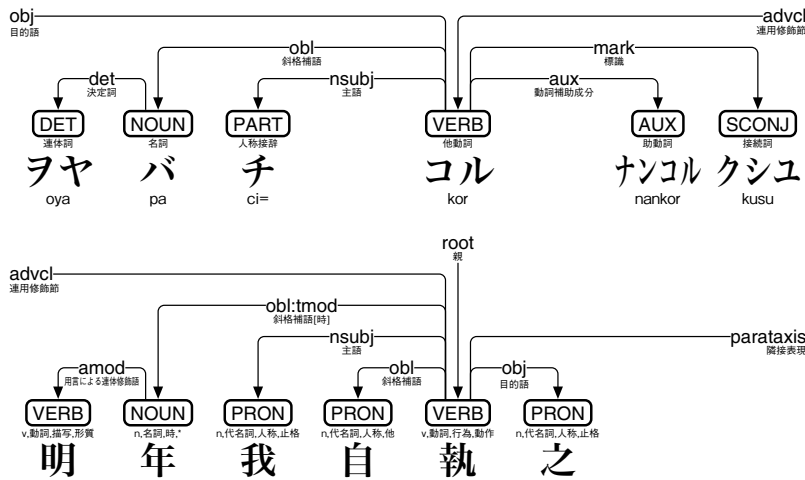 obj advcl
目的語 連用修飾節
obl mark
斜格補語 標識
det nsubj aux
決定詞 主語 動詞補助成分
DET NOUN PART VERB AUX SCONJ
連体詞 名詞 人称接辞 他動詞 助動詞 接続詞
ヲヤ バ チ コル ナンコル クシユ
oya pa ci= kor nankor kusu
root
親
advcl
連用修飾節
obl:tmod
斜格補語[時]
nsubj parataxis
主語 隣接表現
amod obl obj
用言による連体修飾語 斜格補語 目的語
VERB NOUN PRON PRON VERB PRON
v,動詞,描写,形質 n,名詞,時,* n,代名詞,人称,止格 n,代名詞,人称,他 v,動詞,行為,動作 n,代名詞,人称,止格
明 年 我 自 執 之